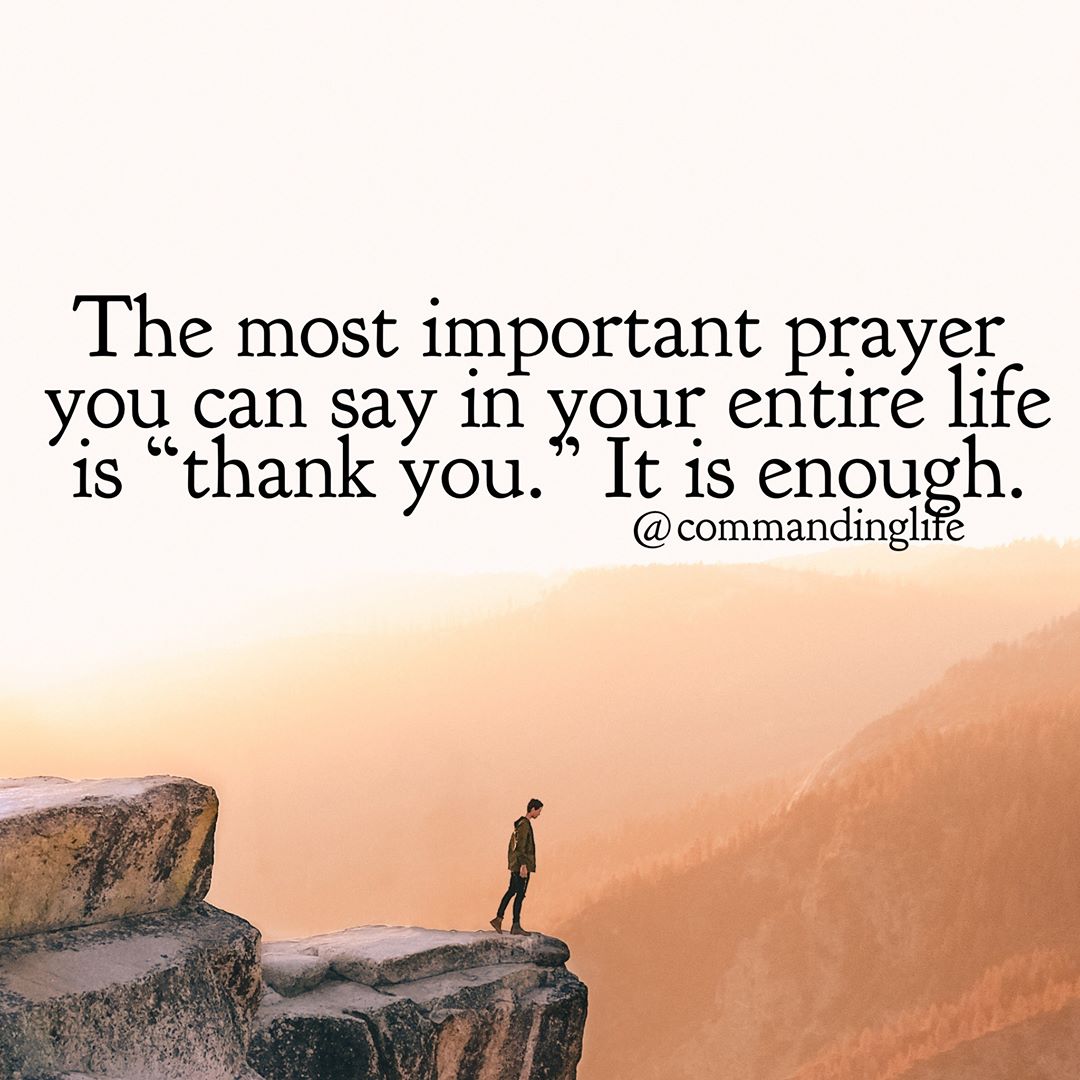 The most important prayer
you can say in your entire life
is “thank you.” It is enough.
@commandinglife